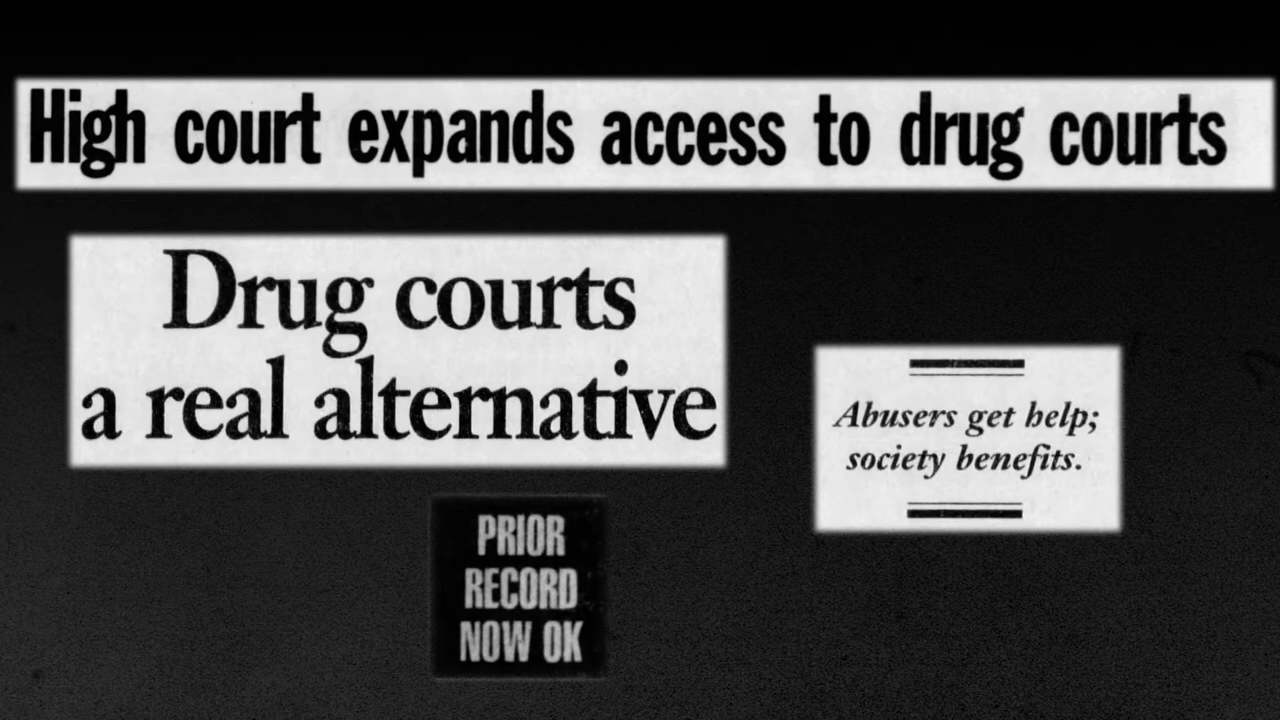 High court expands access to drug courts
Drug courts
a real alternative
Abusers get help;
society benefits.
PRIOR
RECORD
NOW OK